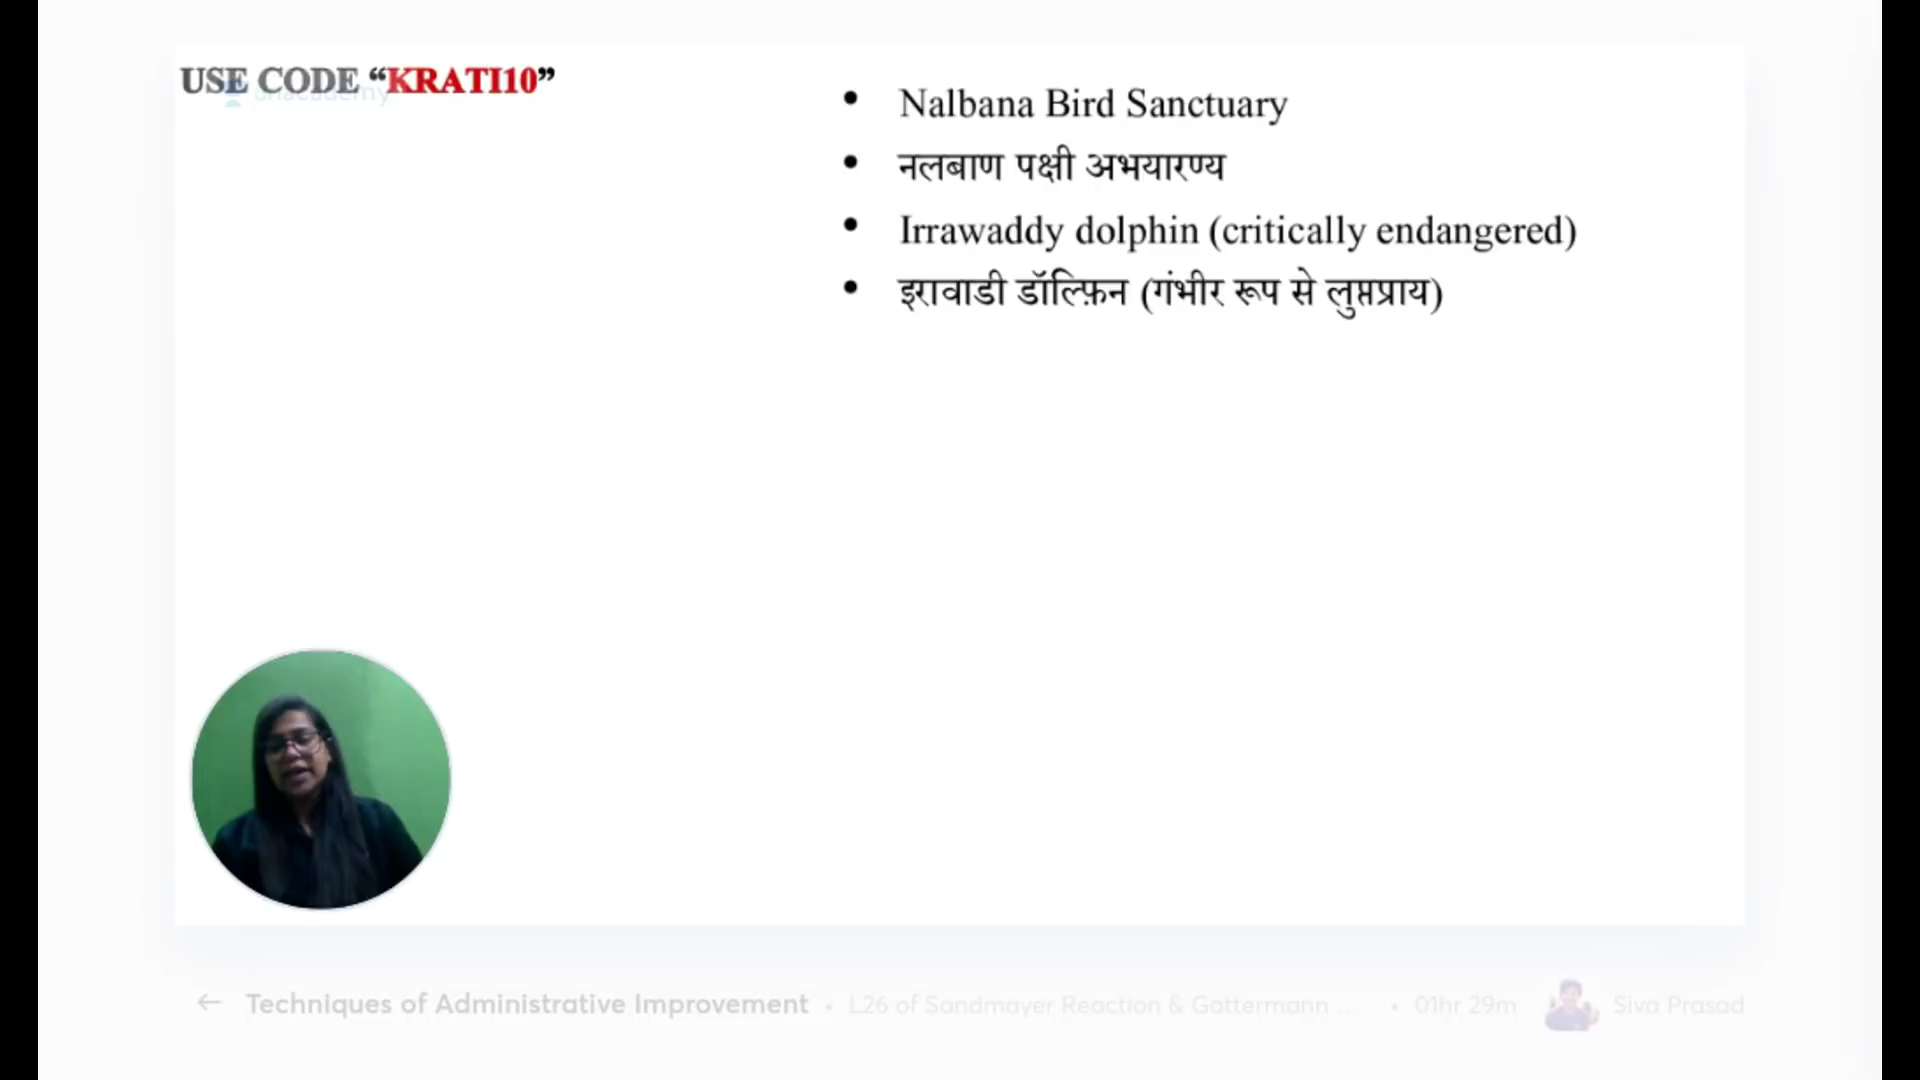 USE CODE “KRATI10”
unacademy
• Nalbana Bird Sanctuary
• नलबाण पक्षी अभयारण्य
• Irrawaddy dolphin (critically endangered)
• इरावाडी डॉल्फ़िन (गंभीर रूप से लुप्तप्राय)
← Techniques of Administrative Improvement • L26 of Sandmayer Reaction & Gattermann ... • 01hr 29m Siva Prasad